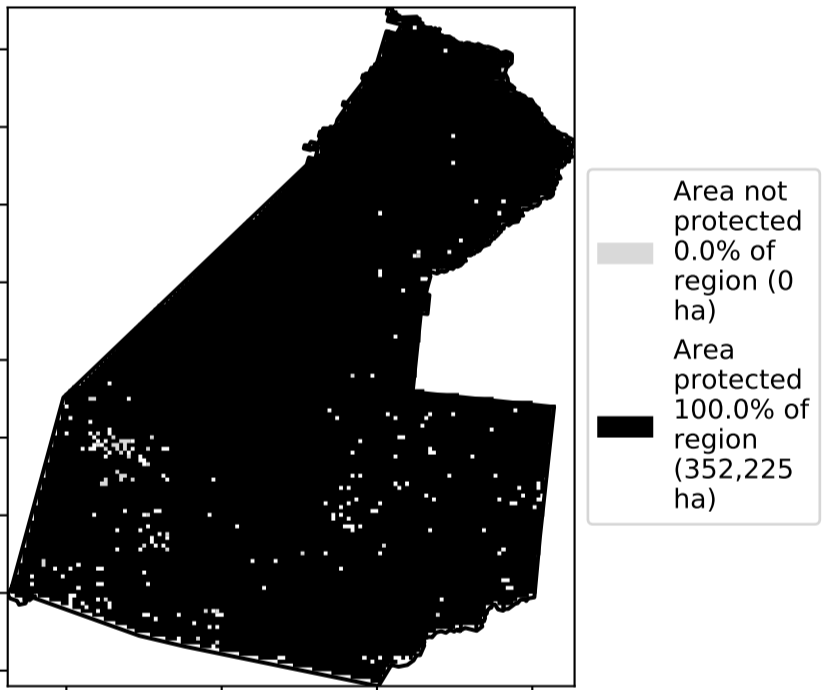 Area not
protected
0.0% of
region (0
ha)
Area
protected
100.0% of
region
(352,225
ha)